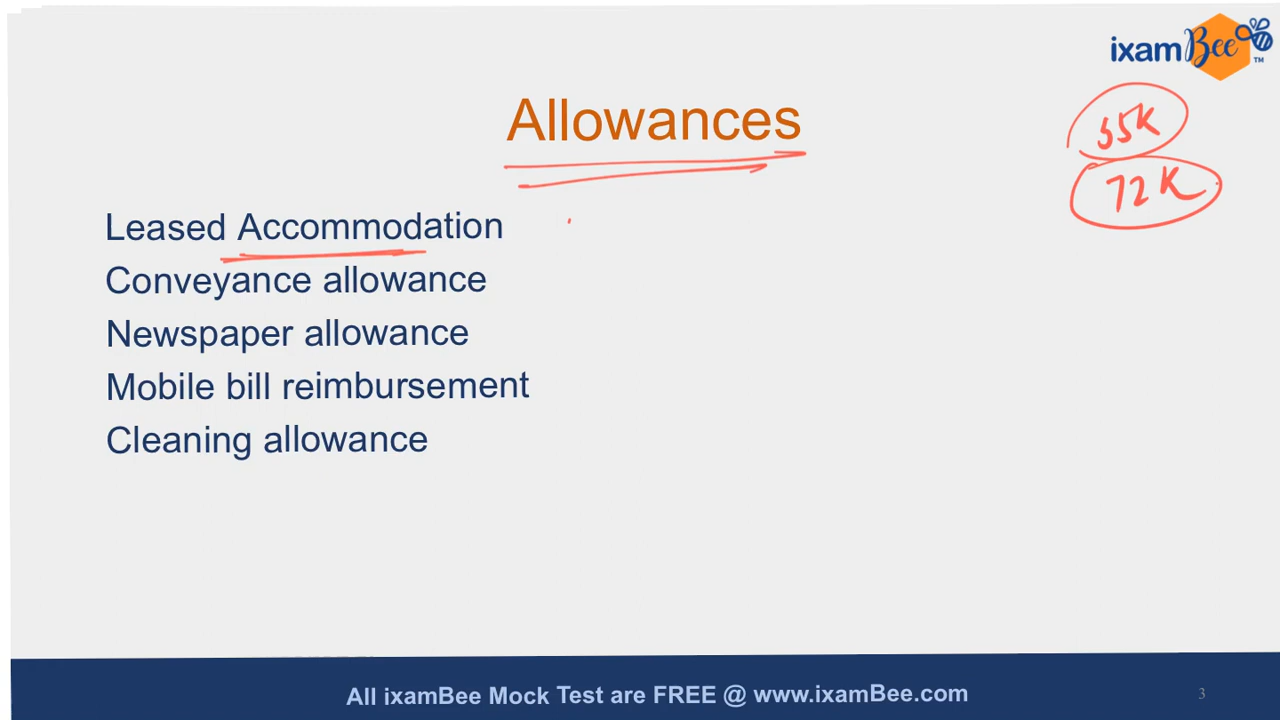 ixamBee TM
Allowances
55K
72K
Leased Accommodation
Conveyance allowance
Newspaper allowance
Mobile bill reimbursement
Cleaning allowance
All ixamBee Mock Test are FREE @ www.ixamBee.com
3